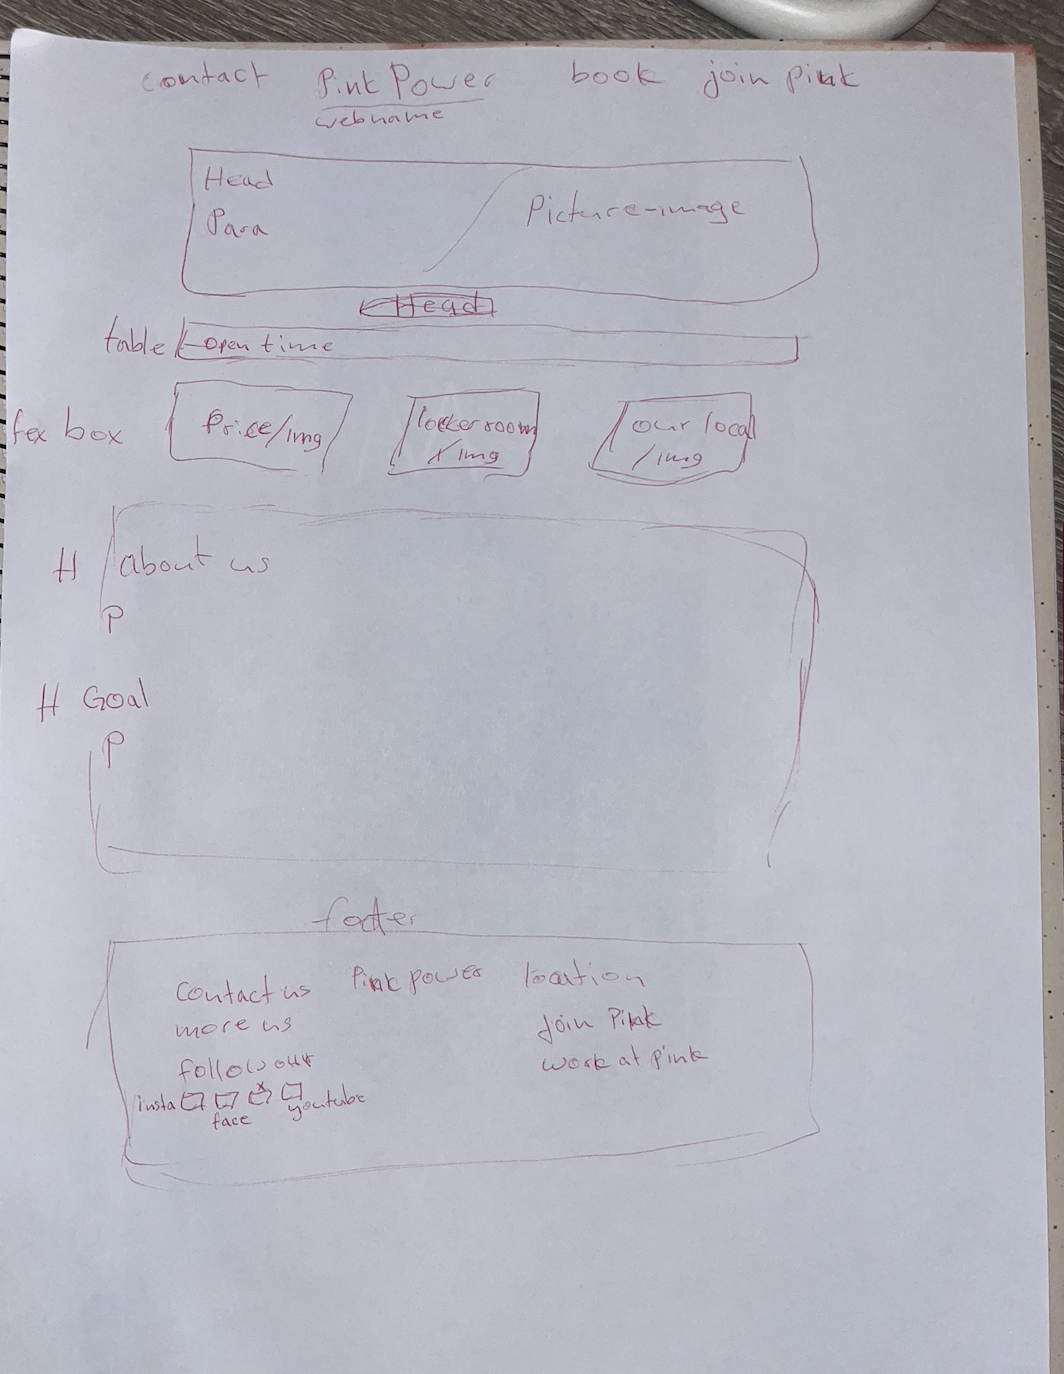 contact Pink Power book join pink
webname
Head
Para
Picture-image
Head
table open time
fex box Price/img locker room our local
/img /img
H about us
P
H Goal
P
footer
Contact us Pink power location
more us Join Pink
follow our work at pink
insta x
face youtube